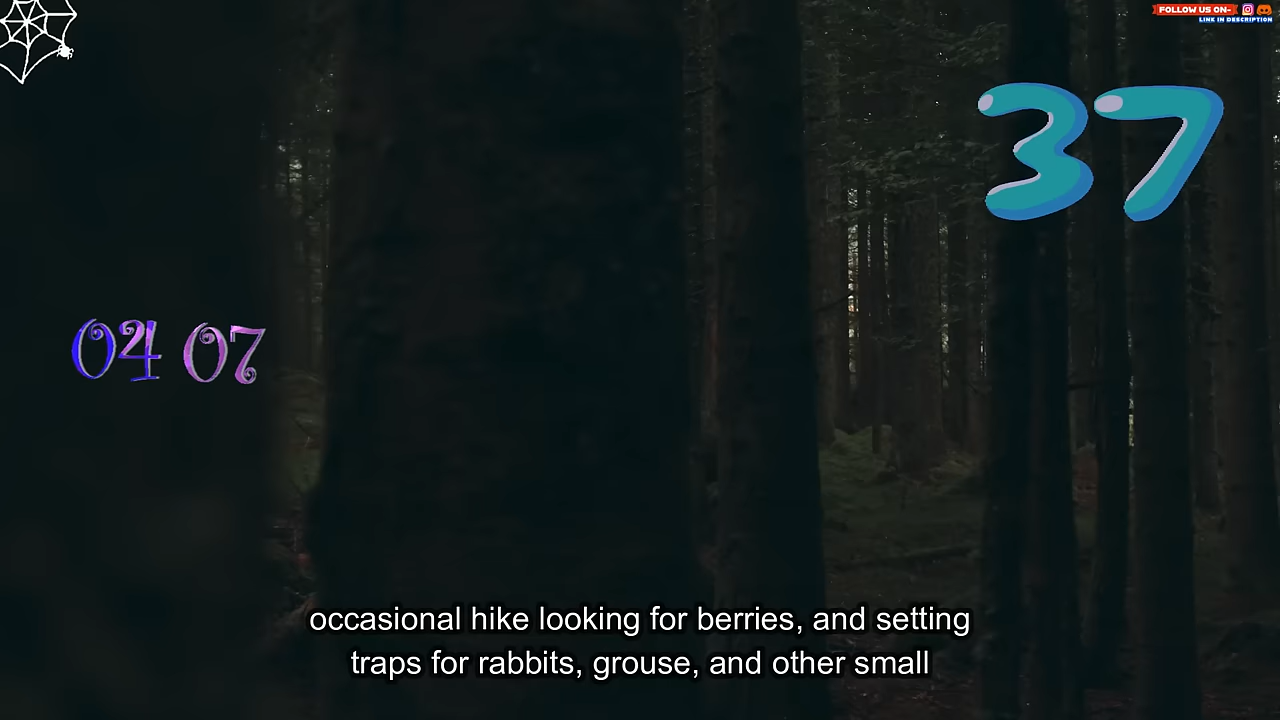 FOLLOW US ON-
LINK IN DESCRIPTION
37
04 07
occasional hike looking for berries, and setting
traps for rabbits, grouse, and other small